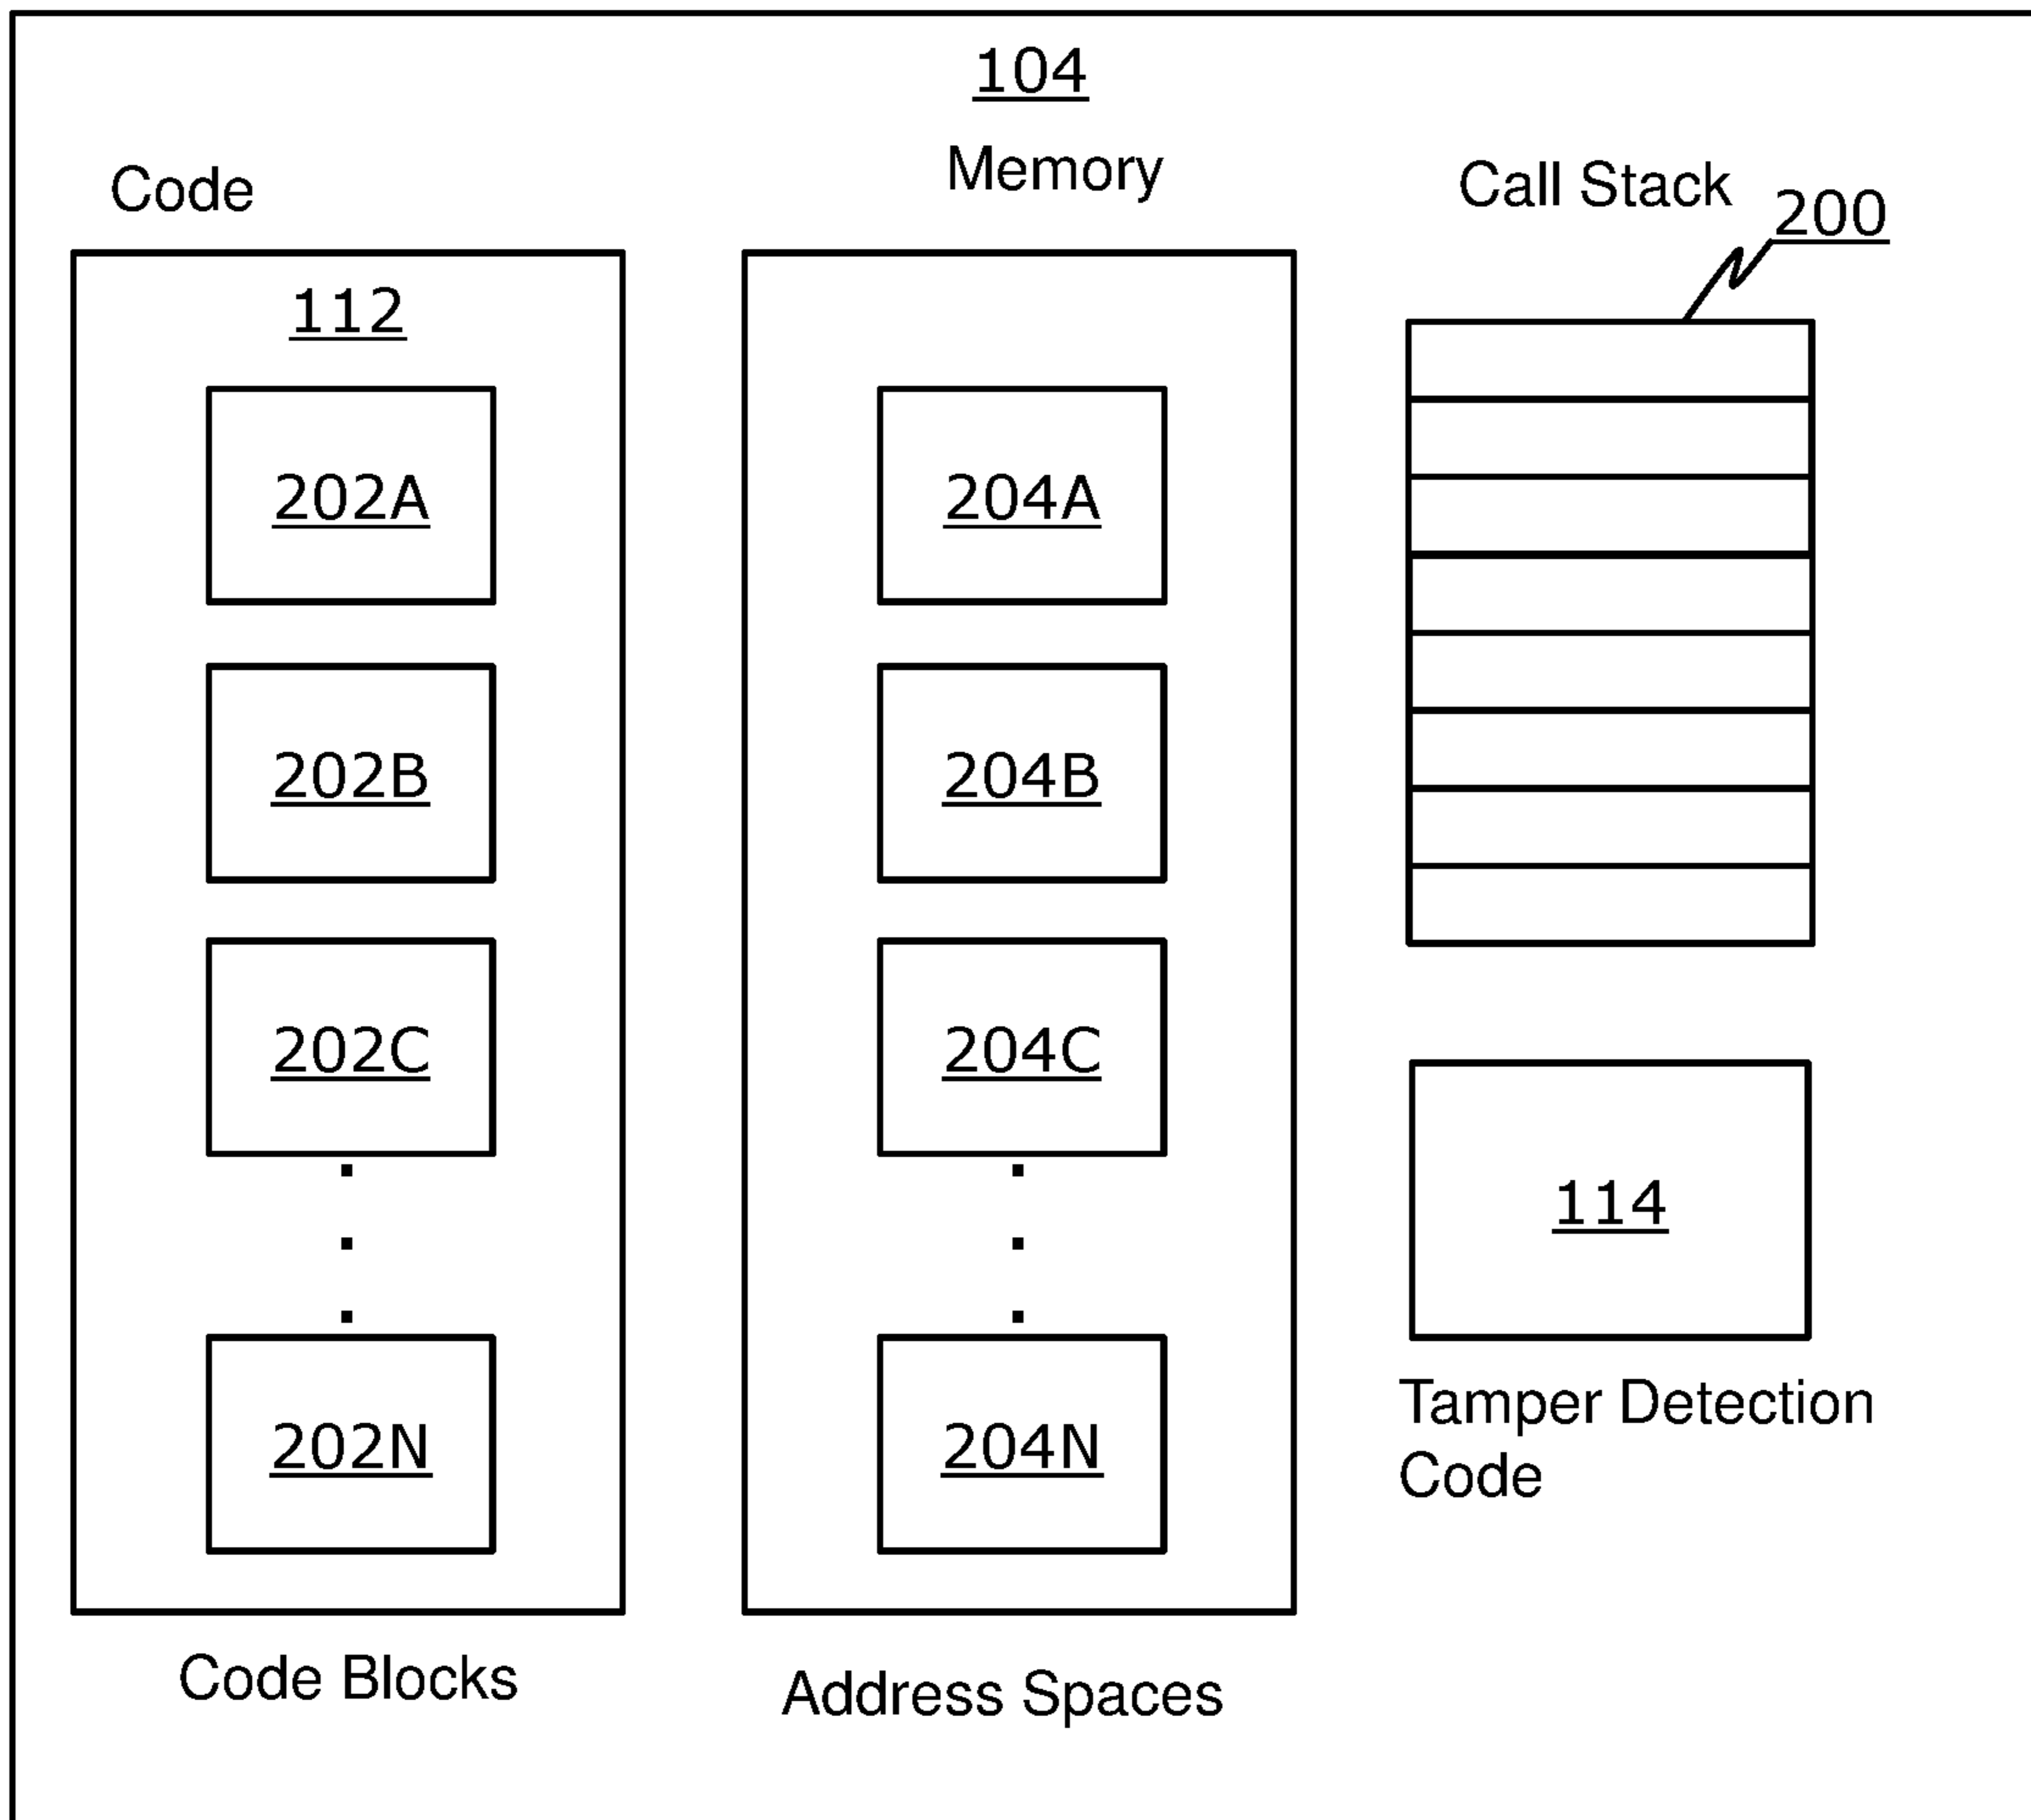 104
Memory
Code
112
202A
202B
202C
202N
Code Blocks
204A
204B
204C
204N
Address Spaces
Call Stack
200
114
Tamper Detection
Code